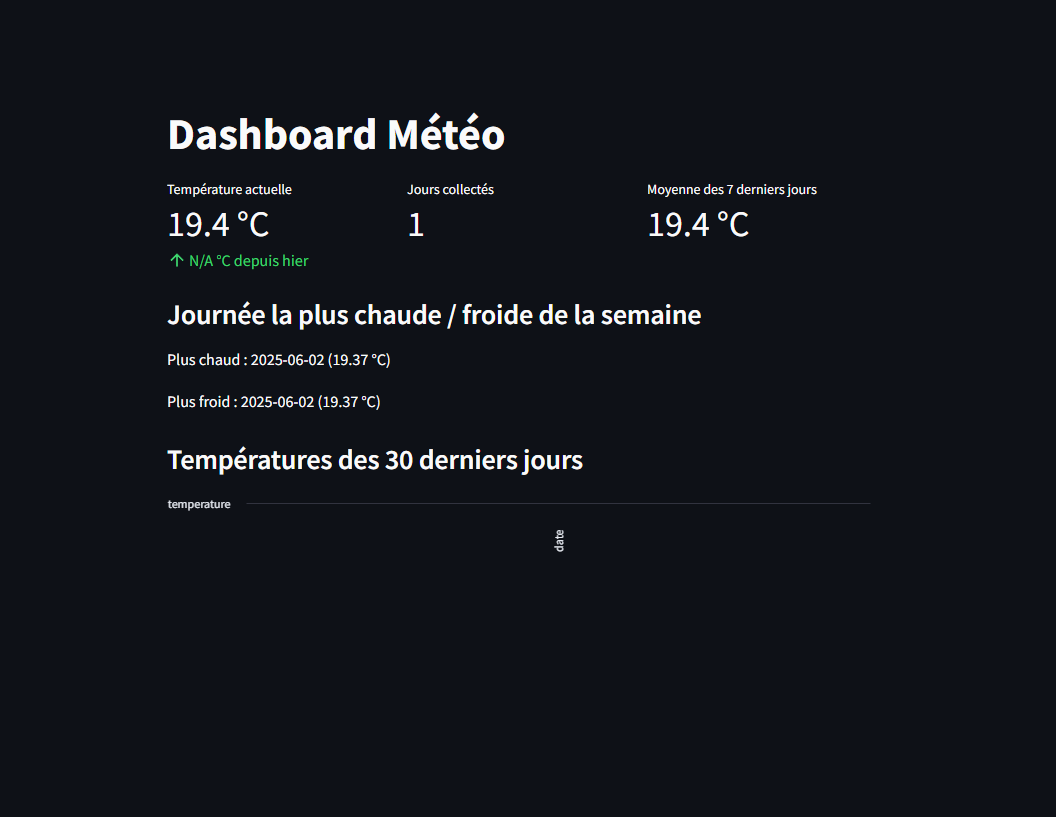 Dashboard Météo
Température actuelle
19.4 °C
↑ N/A °C depuis hier
Jours collectés
1
Moyenne des 7 derniers jours
19.4 °C
Journée la plus chaude / froide de la semaine
Plus chaud : 2025-06-02 (19.37 °C)
Plus froid : 2025-06-02 (19.37 °C)
Températures des 30 derniers jours
temperature
date